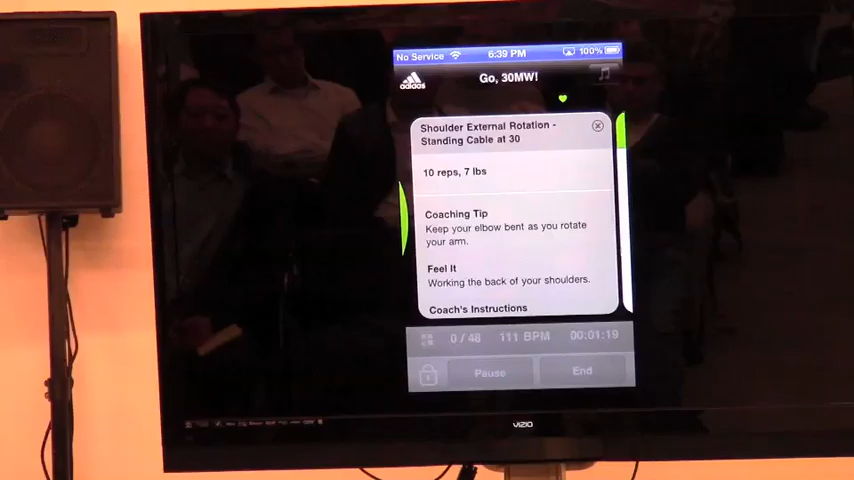 No Service 6:39 PM 100%
adidas
Go, 30MW!
Shoulder External Rotation -
Standing Cable at 30
10 reps, 7 lbs
Coaching Tip
Keep your elbow bent as you rotate
your arm.
Feel It
Working the back of your shoulders.
Coach's Instructions
0 / 48 111 BPM 00:01:19
Pause End
VIZIO